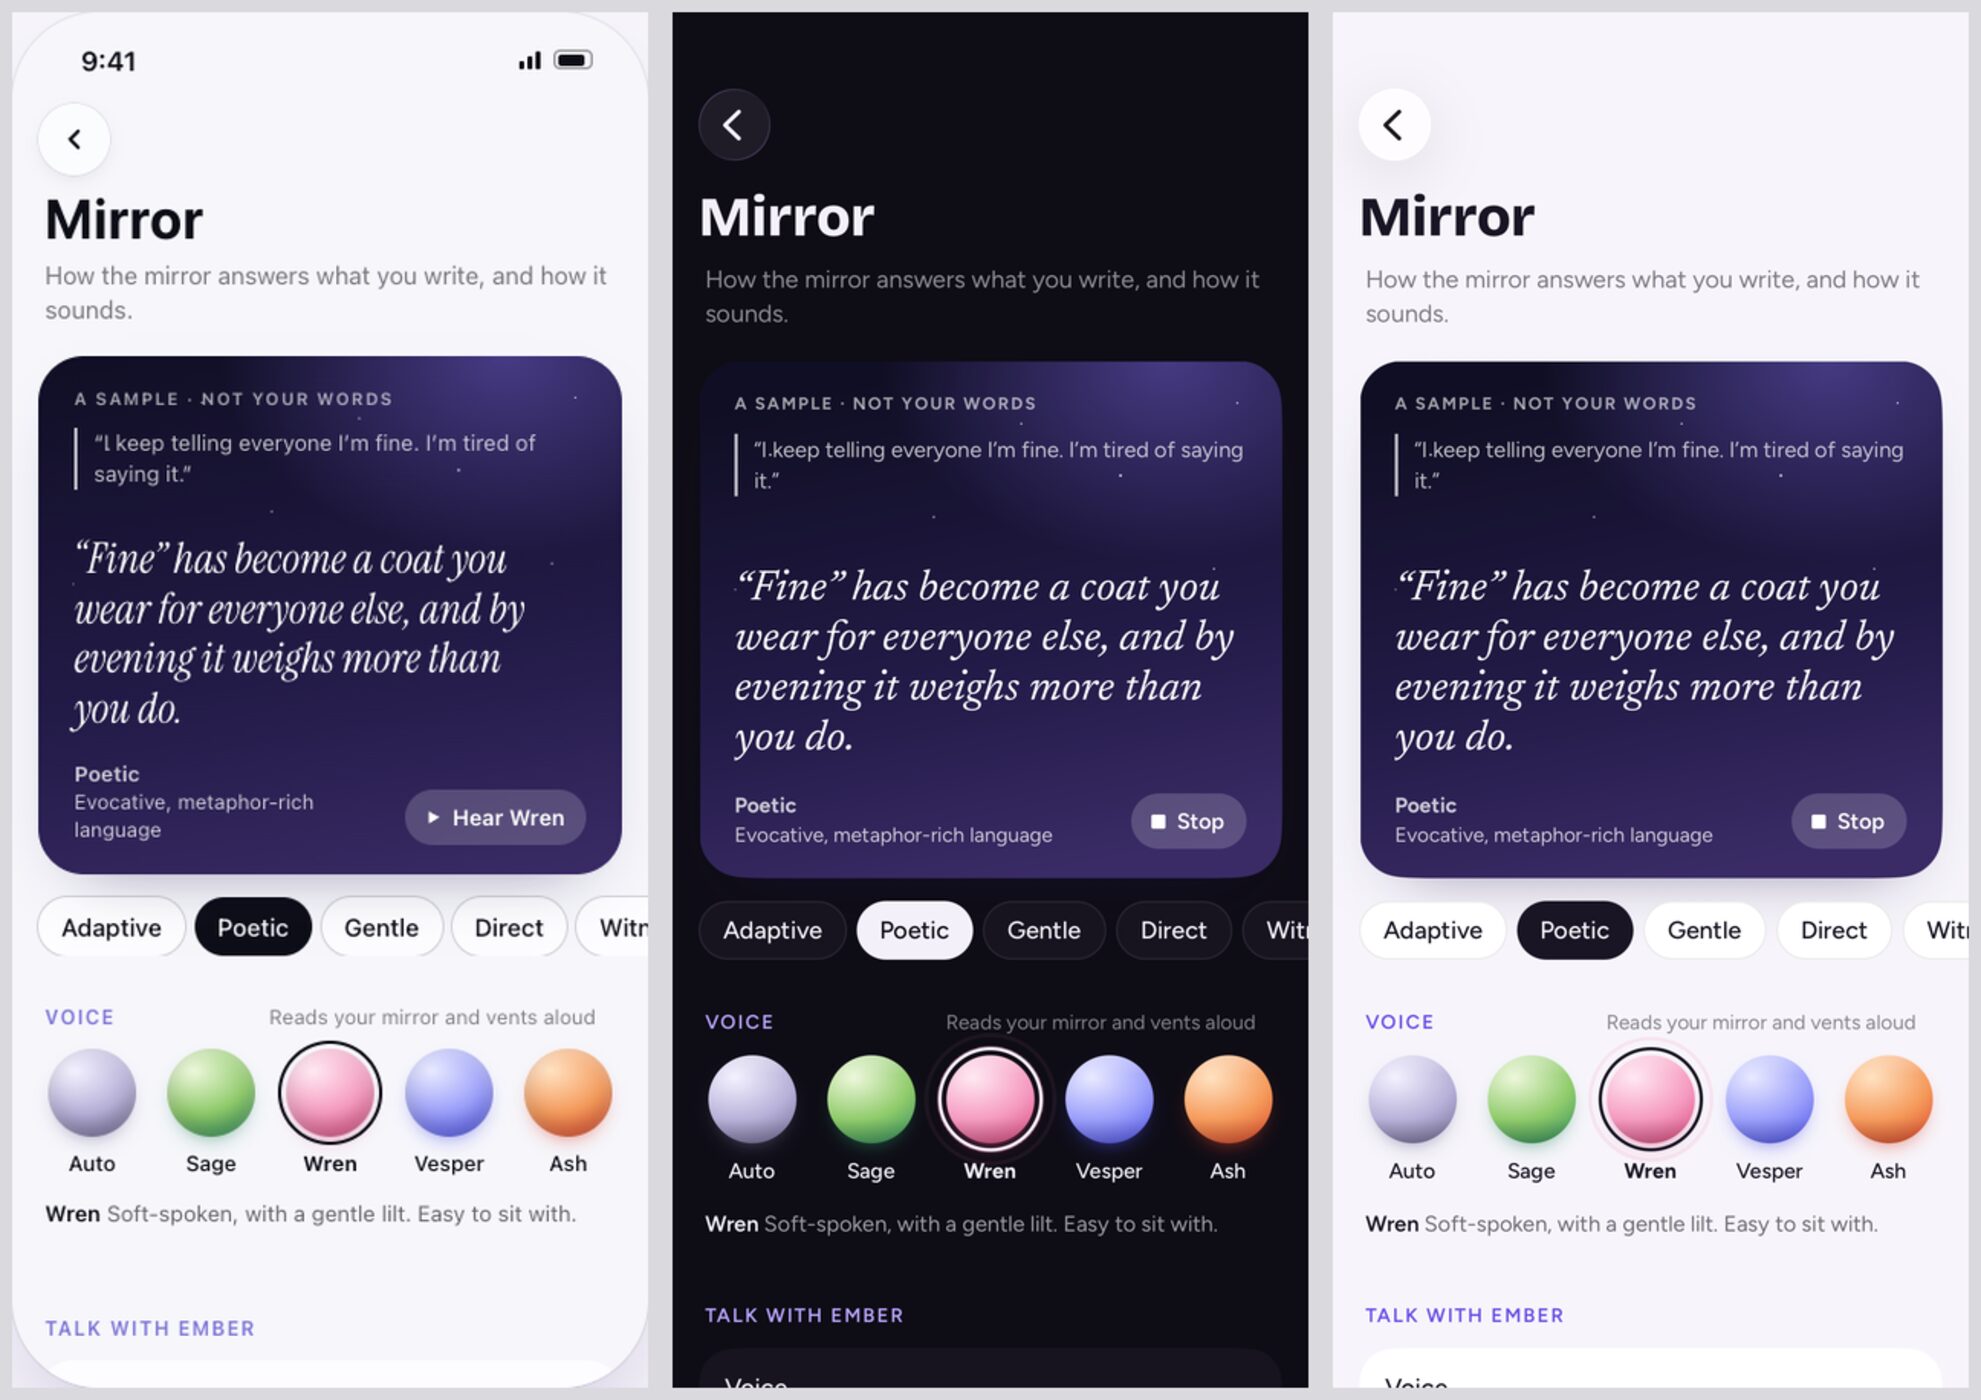 9:41
Mirror
How the mirror answers what you write, and how it
sounds.
A SAMPLE · NOT YOUR WORDS
“I keep telling everyone I’m fine. I’m tired of
saying it.”
“Fine” has become a coat you
wear for everyone else, and by
evening it weighs more than
you do.
Poetic
Evocative, metaphor-rich
language
Hear Wren
Adaptive
Poetic
Gentle
Direct
Witn
VOICE
Reads your mirror and vents aloud
Auto
Sage
Wren
Vesper
Ash
Wren Soft-spoken, with a gentle lilt. Easy to sit with.
TALK WITH EMBER
Mirror
How the mirror answers what you write, and how it
sounds.
A SAMPLE · NOT YOUR WORDS
“I keep telling everyone I’m fine. I’m tired of saying
it.”
“Fine” has become a coat you
wear for everyone else, and by
evening it weighs more than
you do.
Poetic
Evocative, metaphor-rich language
Stop
Adaptive
Poetic
Gentle
Direct
Wit
VOICE
Reads your mirror and vents aloud
Auto
Sage
Wren
Vesper
Ash
Wren Soft-spoken, with a gentle lilt. Easy to sit with.
TALK WITH EMBER
Voice
Mirror
How the mirror answers what you write, and how it
sounds.
A SAMPLE · NOT YOUR WORDS
“I keep telling everyone I’m fine. I’m tired of saying
it.”
“Fine” has become a coat you
wear for everyone else, and by
evening it weighs more than
you do.
Poetic
Evocative, metaphor-rich language
Stop
Adaptive
Poetic
Gentle
Direct
Wit
VOICE
Reads your mirror and vents aloud
Auto
Sage
Wren
Vesper
Ash
Wren Soft-spoken, with a gentle lilt. Easy to sit with.
TALK WITH EMBER
Voice